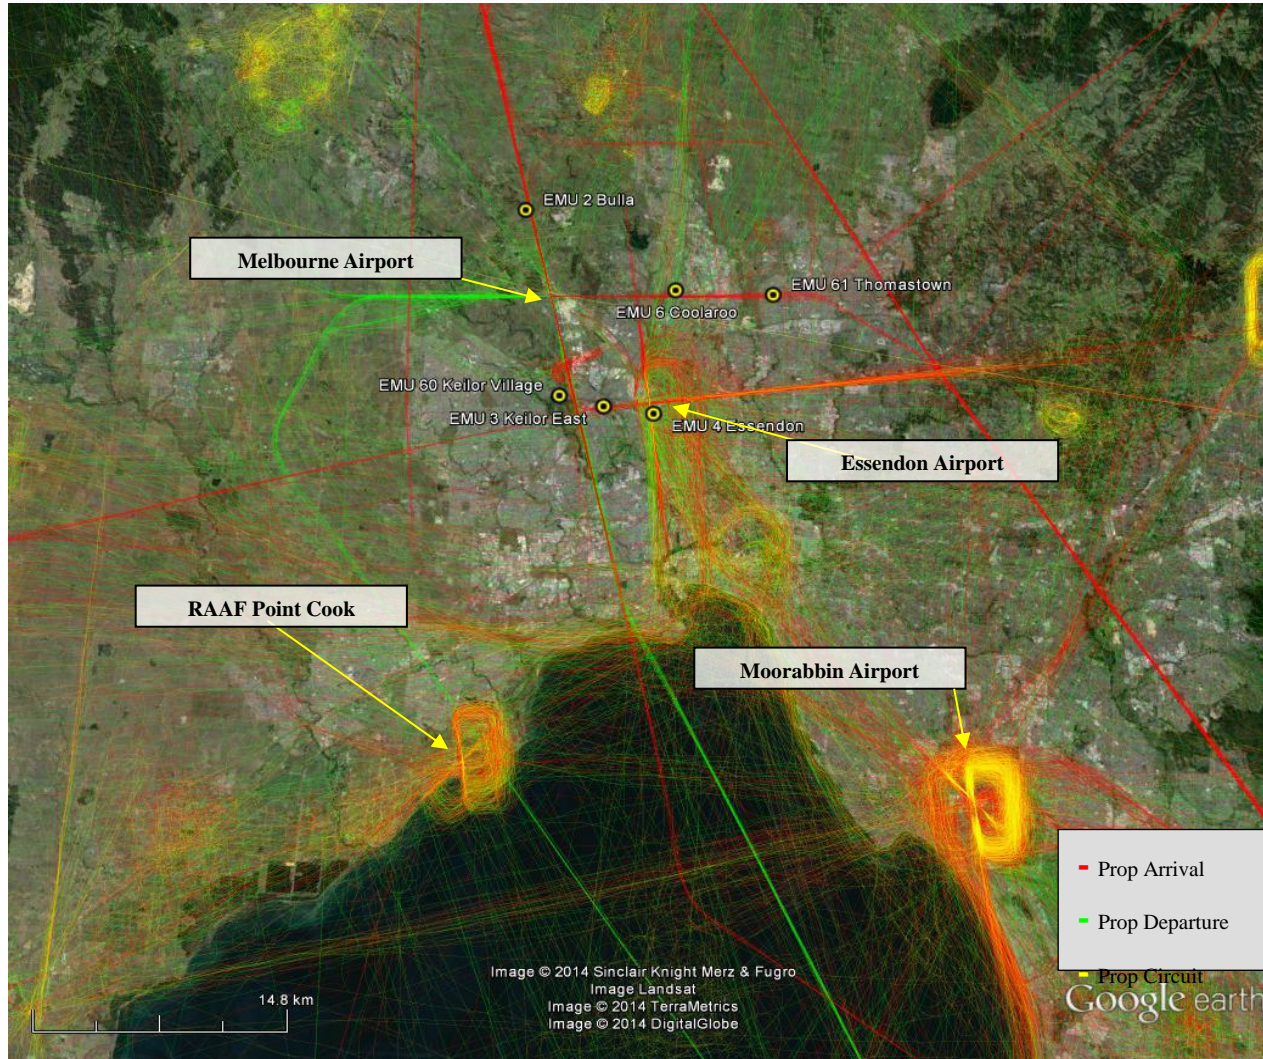 EMU 2 Bulla
Melbourne Airport
EMU 61 Thomastown
EMU 6 Coolaroo
EMU 60 Keilor Village
EMU 3 Keilor East
EMU 4 Essendon
Essendon Airport
RAAF Point Cook
Moorabbin Airport
Prop Arrival
Prop Departure
Prop Circuit
Image © 2014 Sinclair Knight Merz & Fugro
Image Landsat
Image © 2014 TerraMetrics
Image © 2014 DigitalGlobe
14.8 km
Google earth